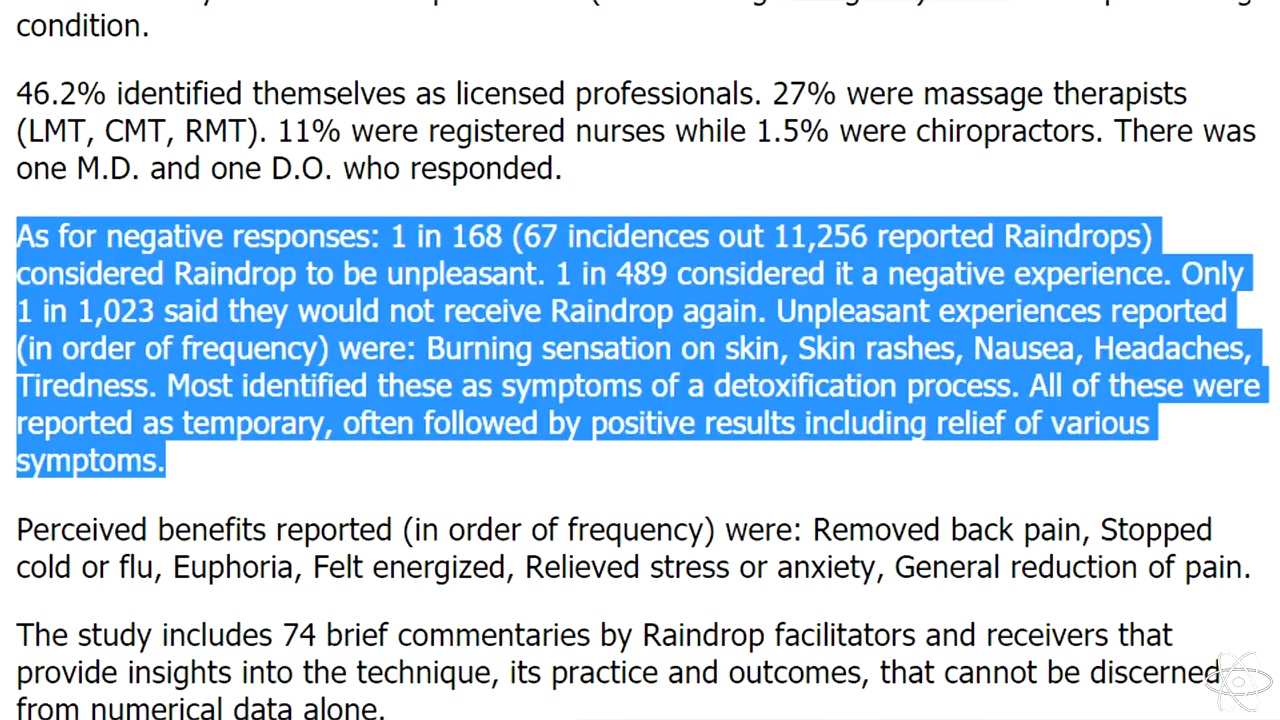 condition.
46.2% identified themselves as licensed professionals. 27% were massage therapists
(LMT, CMT, RMT). 11% were registered nurses while 1.5% were chiropractors. There was
one M.D. and one D.O. who responded.
As for negative responses: 1 in 168 (67 incidences out 11,256 reported Raindrops)
considered Raindrop to be unpleasant. 1 in 489 considered it a negative experience. Only
1 in 1,023 said they would not receive Raindrop again. Unpleasant experiences reported
(in order of frequency) were: Burning sensation on skin, Skin rashes, Nausea, Headaches,
Tiredness. Most identified these as symptoms of a detoxification process. All of these were
reported as temporary, often followed by positive results including relief of various
symptoms.
Perceived benefits reported (in order of frequency) were: Removed back pain, Stopped
cold or flu, Euphoria, Felt energized, Relieved stress or anxiety, General reduction of pain.
The study includes 74 brief commentaries by Raindrop facilitators and receivers that
provide insights into the technique, its practice and outcomes, that cannot be discerned
from numerical data alone.